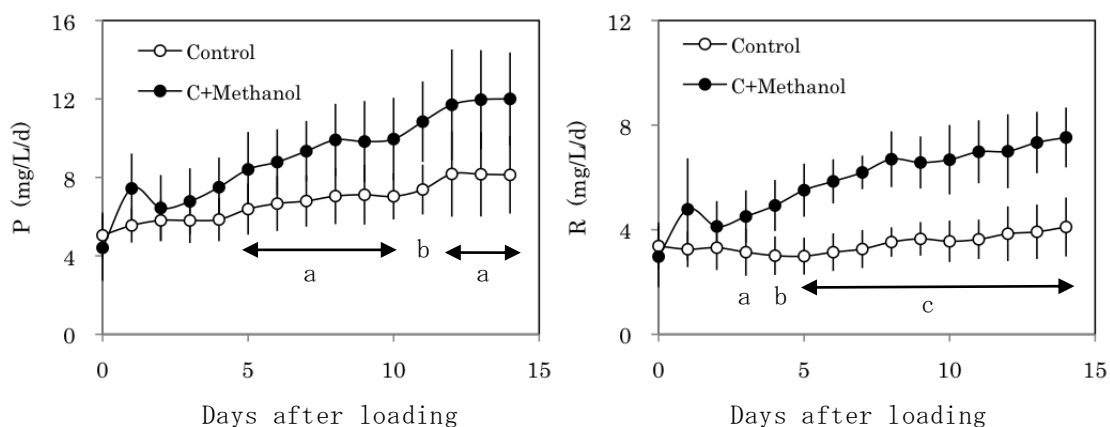 P (mg/L/d)
16
12
8
4
0
Control
C+Methanol
a
b
a
0
5
10
15
Days after loading
R (mg/L/d)
12
8
4
0
Control
C+Methanol
a
b
c
0
5
10
15
Days after loading